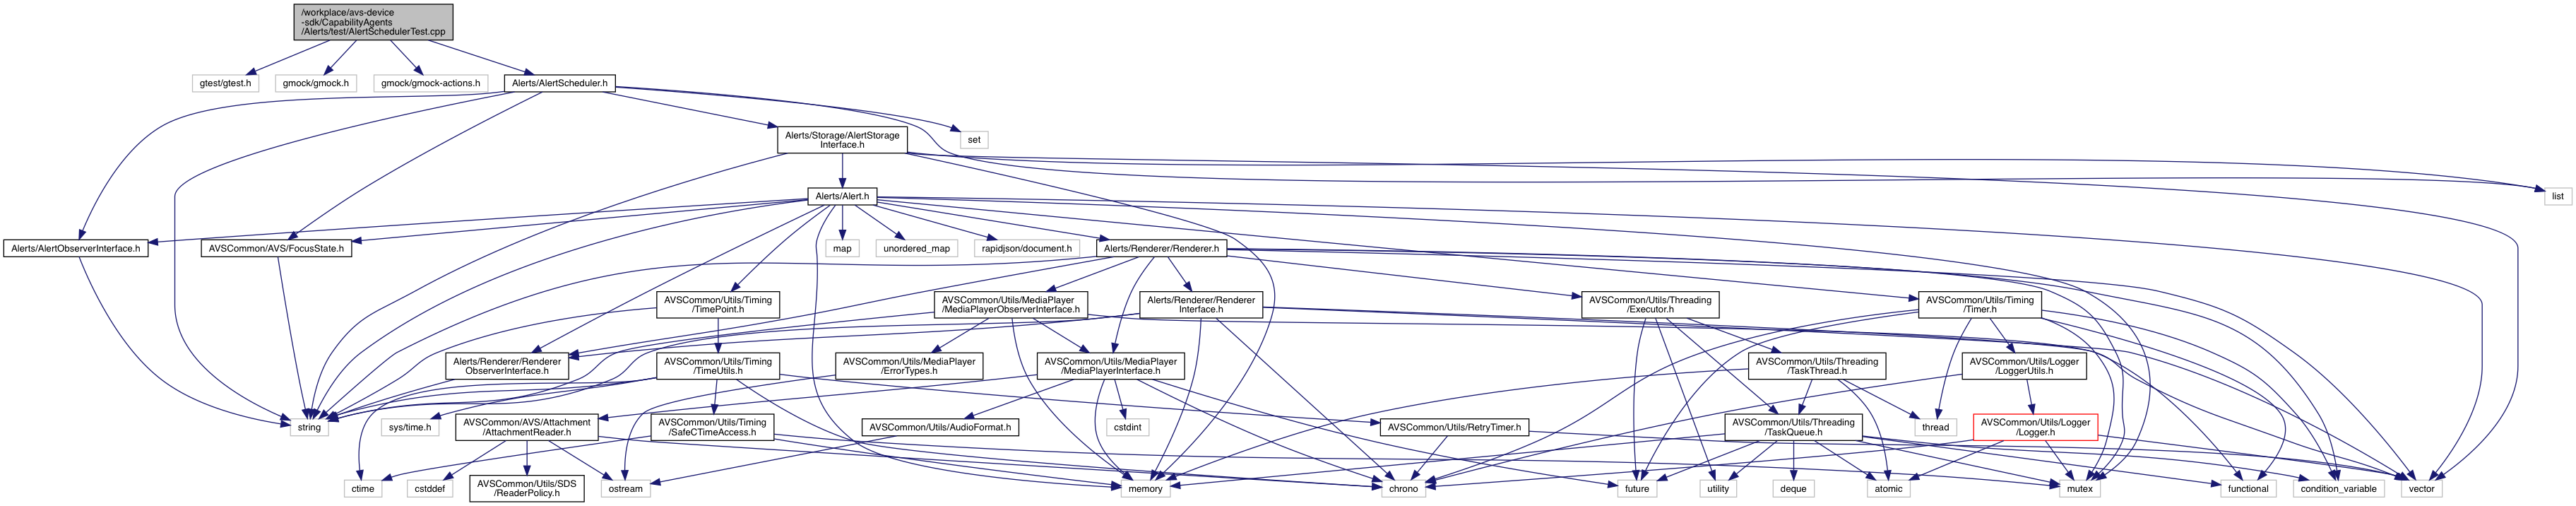 /workplace/avs-device
-sdk/CapabilityAgents
/Alerts/test/AlertSchedulerTest.cpp
gtest/gtest.h
gmock/gmock.h
gmock/gmock-actions.h
Alerts/AlertScheduler.h
Alerts/Storage/AlertStorage
Interface.h
set
list
Alerts/Alert.h
Alerts/AlertObserverInterface.h
AVSCommon/AVS/FocusState.h
map
unordered_map
rapidjson/document.h
Alerts/Renderer/Renderer.h
AVSCommon/Utils/Timing
/TimePoint.h
AVSCommon/Utils/MediaPlayer
/MediaPlayerObserverInterface.h
Alerts/Renderer/Renderer
Interface.h
AVSCommon/Utils/Threading
/Executor.h
AVSCommon/Utils/Timing
/Timer.h
Alerts/Renderer/Renderer
ObserverInterface.h
AVSCommon/Utils/Timing
/TimeUtils.h
AVSCommon/Utils/MediaPlayer
/ErrorTypes.h
AVSCommon/Utils/MediaPlayer
/MediaPlayerInterface.h
AVSCommon/Utils/Threading
/TaskThread.h
AVSCommon/Utils/Logger
/LoggerUtils.h
string
sys/time.h
AVSCommon/AVS/Attachment
/AttachmentReader.h
AVSCommon/Utils/Timing
/SafeCTimeAccess.h
AVSCommon/Utils/AudioFormat.h
cstdint
AVSCommon/Utils/RetryTimer.h
AVSCommon/Utils/Threading
/TaskQueue.h
thread
AVSCommon/Utils/Logger
/Logger.h
ctime
cstddef
AVSCommon/Utils/SDS
/ReaderPolicy.h
ostream
memory
chrono
future
utility
deque
atomic
mutex
functional
condition_variable
vector